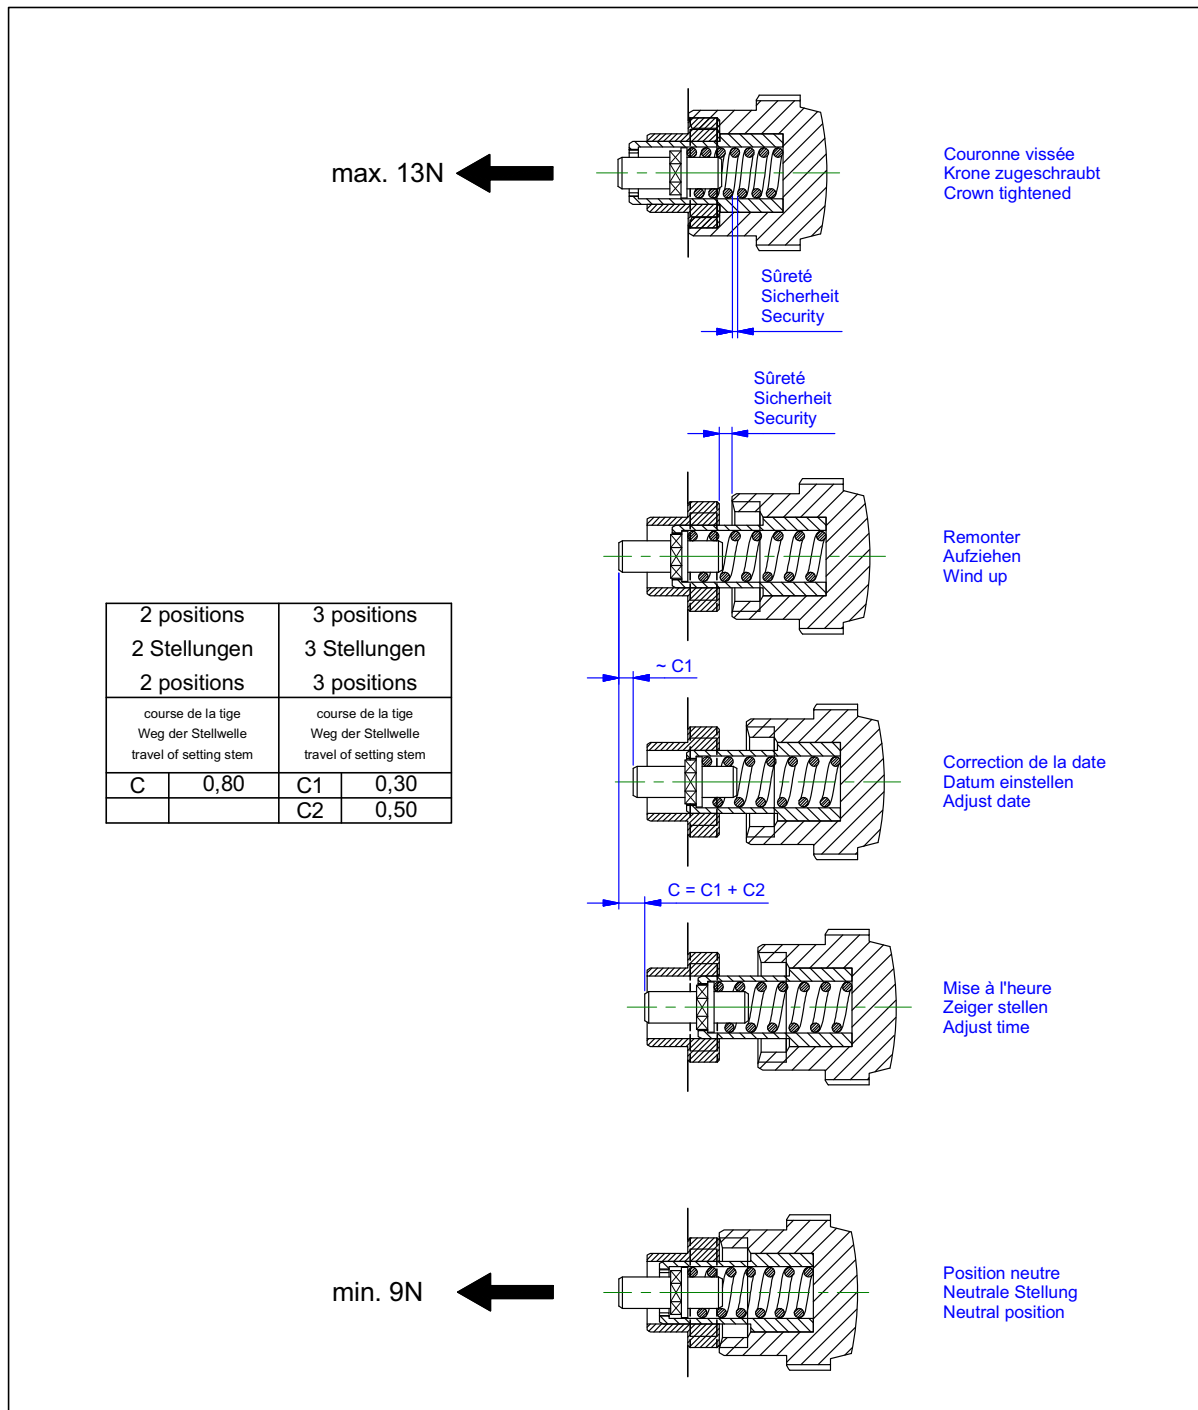 max. 13N
Couronne vissée
Krone zugeschraubt
Crown tightened
Sûreté
Sicherheit
Security
Sûreté
Sicherheit
Security
Remonter
Aufziehen
Wind up
2 positions
2 Stellungen
2 positions
3 positions
3 Stellungen
3 positions
course de la tige
Weg der Stellwelle
travel of setting stem
course de la tige
Weg der Stellwelle
travel of setting stem
C 0,80 C1 0,30
C2 0,50
~ C1
Correction de la date
Datum einstellen
Adjust date
C = C1 + C2
Mise à l'heure
Zeiger stellen
Adjust time
min. 9N
Position neutre
Neutrale Stellung
Neutral position